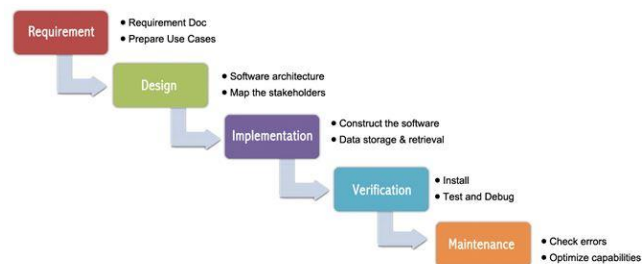 Requirement
• Requirement Doc
• Prepare Use Cases
Design
• Software architecture
• Map the stakeholders
Implementation
• Construct the software
• Data storage & retrieval
Verification
• Install
• Test and Debug
Maintenance
• Check errors
• Optimize capabilities